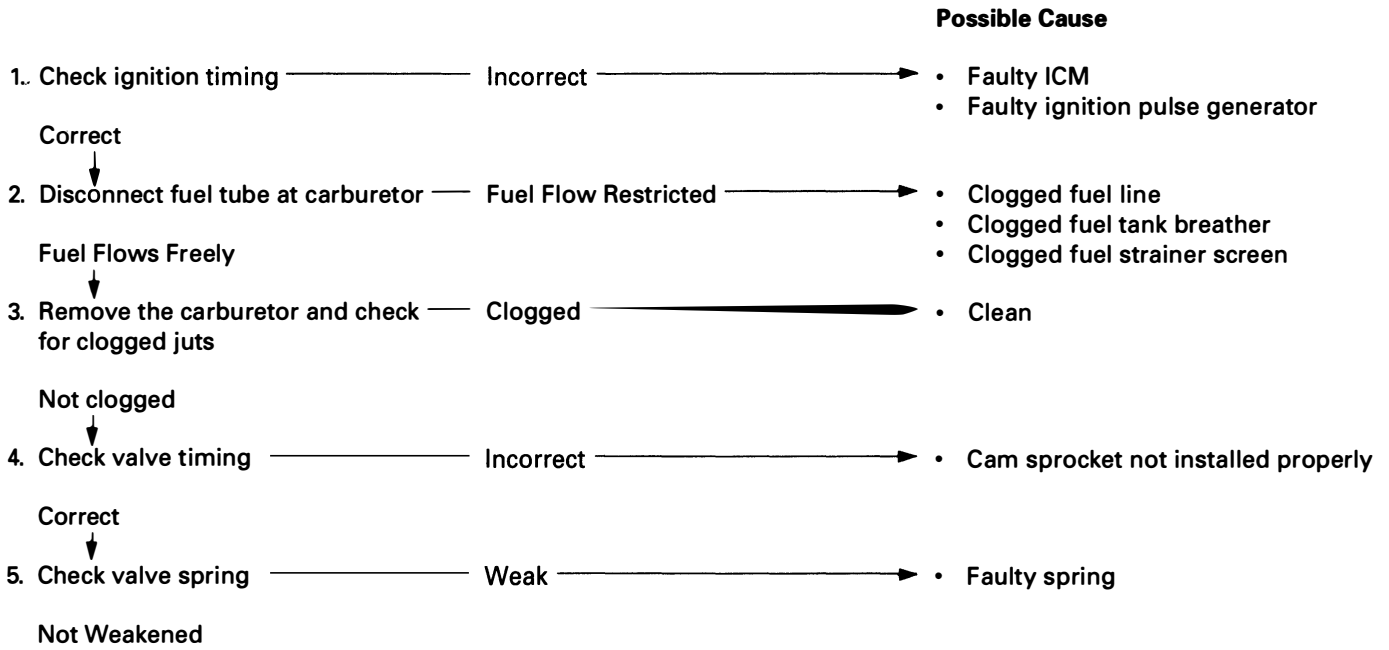 Possible Cause
1. Check ignition timing Incorrect • Faulty ICM
• Faulty ignition pulse generator
Correct
2. Disconnect fuel tube at carburetor Fuel Flow Restricted • Clogged fuel line
• Clogged fuel tank breather
Fuel Flows Freely • Clogged fuel strainer screen
3. Remove the carburetor and check Clogged • Clean
for clogged juts
Not clogged
4. Check valve timing Incorrect • Cam sprocket not installed properly
Correct
5. Check valve spring Weak • Faulty spring
Not Weakened